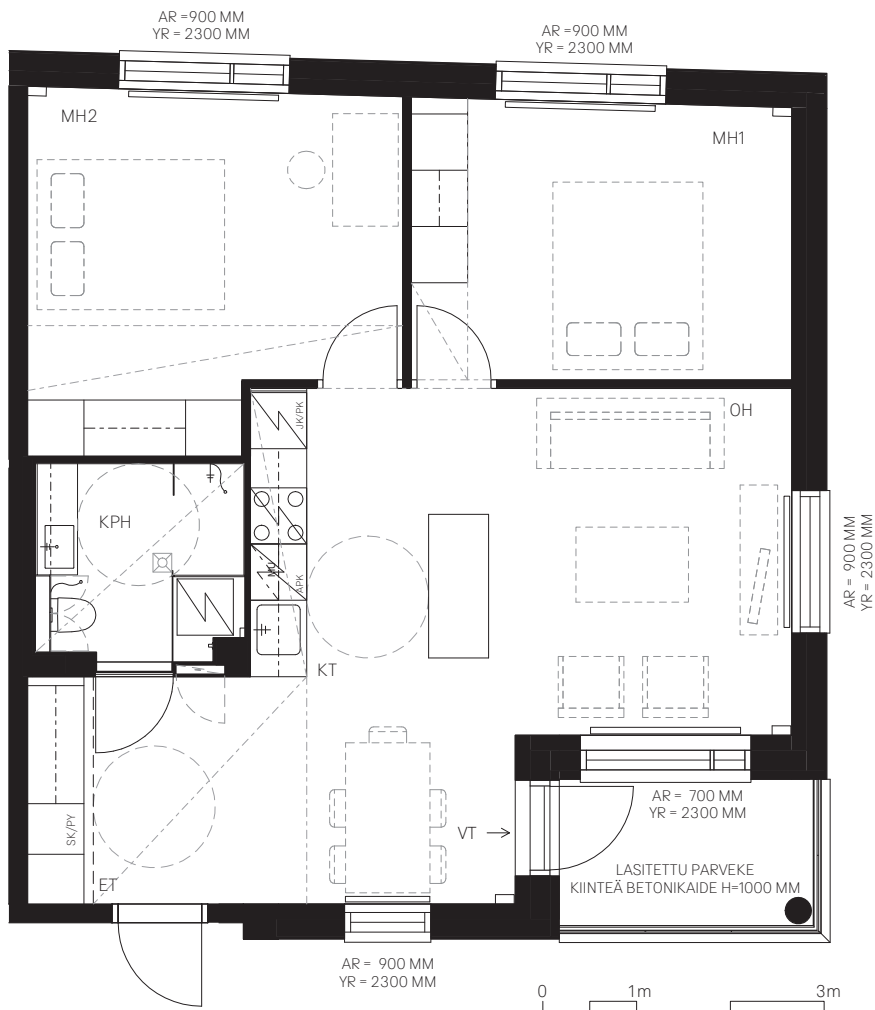 AR =900 MM
YR = 2300 MM
AR =900 MM
YR = 2300 MM
MH2
MH1
JK/PK
OH
KPH
AR = 900 MM
YR = 2300 MM
MU
APK
KT
SK/PY
ET
VT
AR = 700 MM
YR = 2300 MM
LASITETTU PARVEKE
KIINTEÄ BETONIKAIDE H=1000 MM
AR = 900 MM
YR = 2300 MM
0 1m 3m